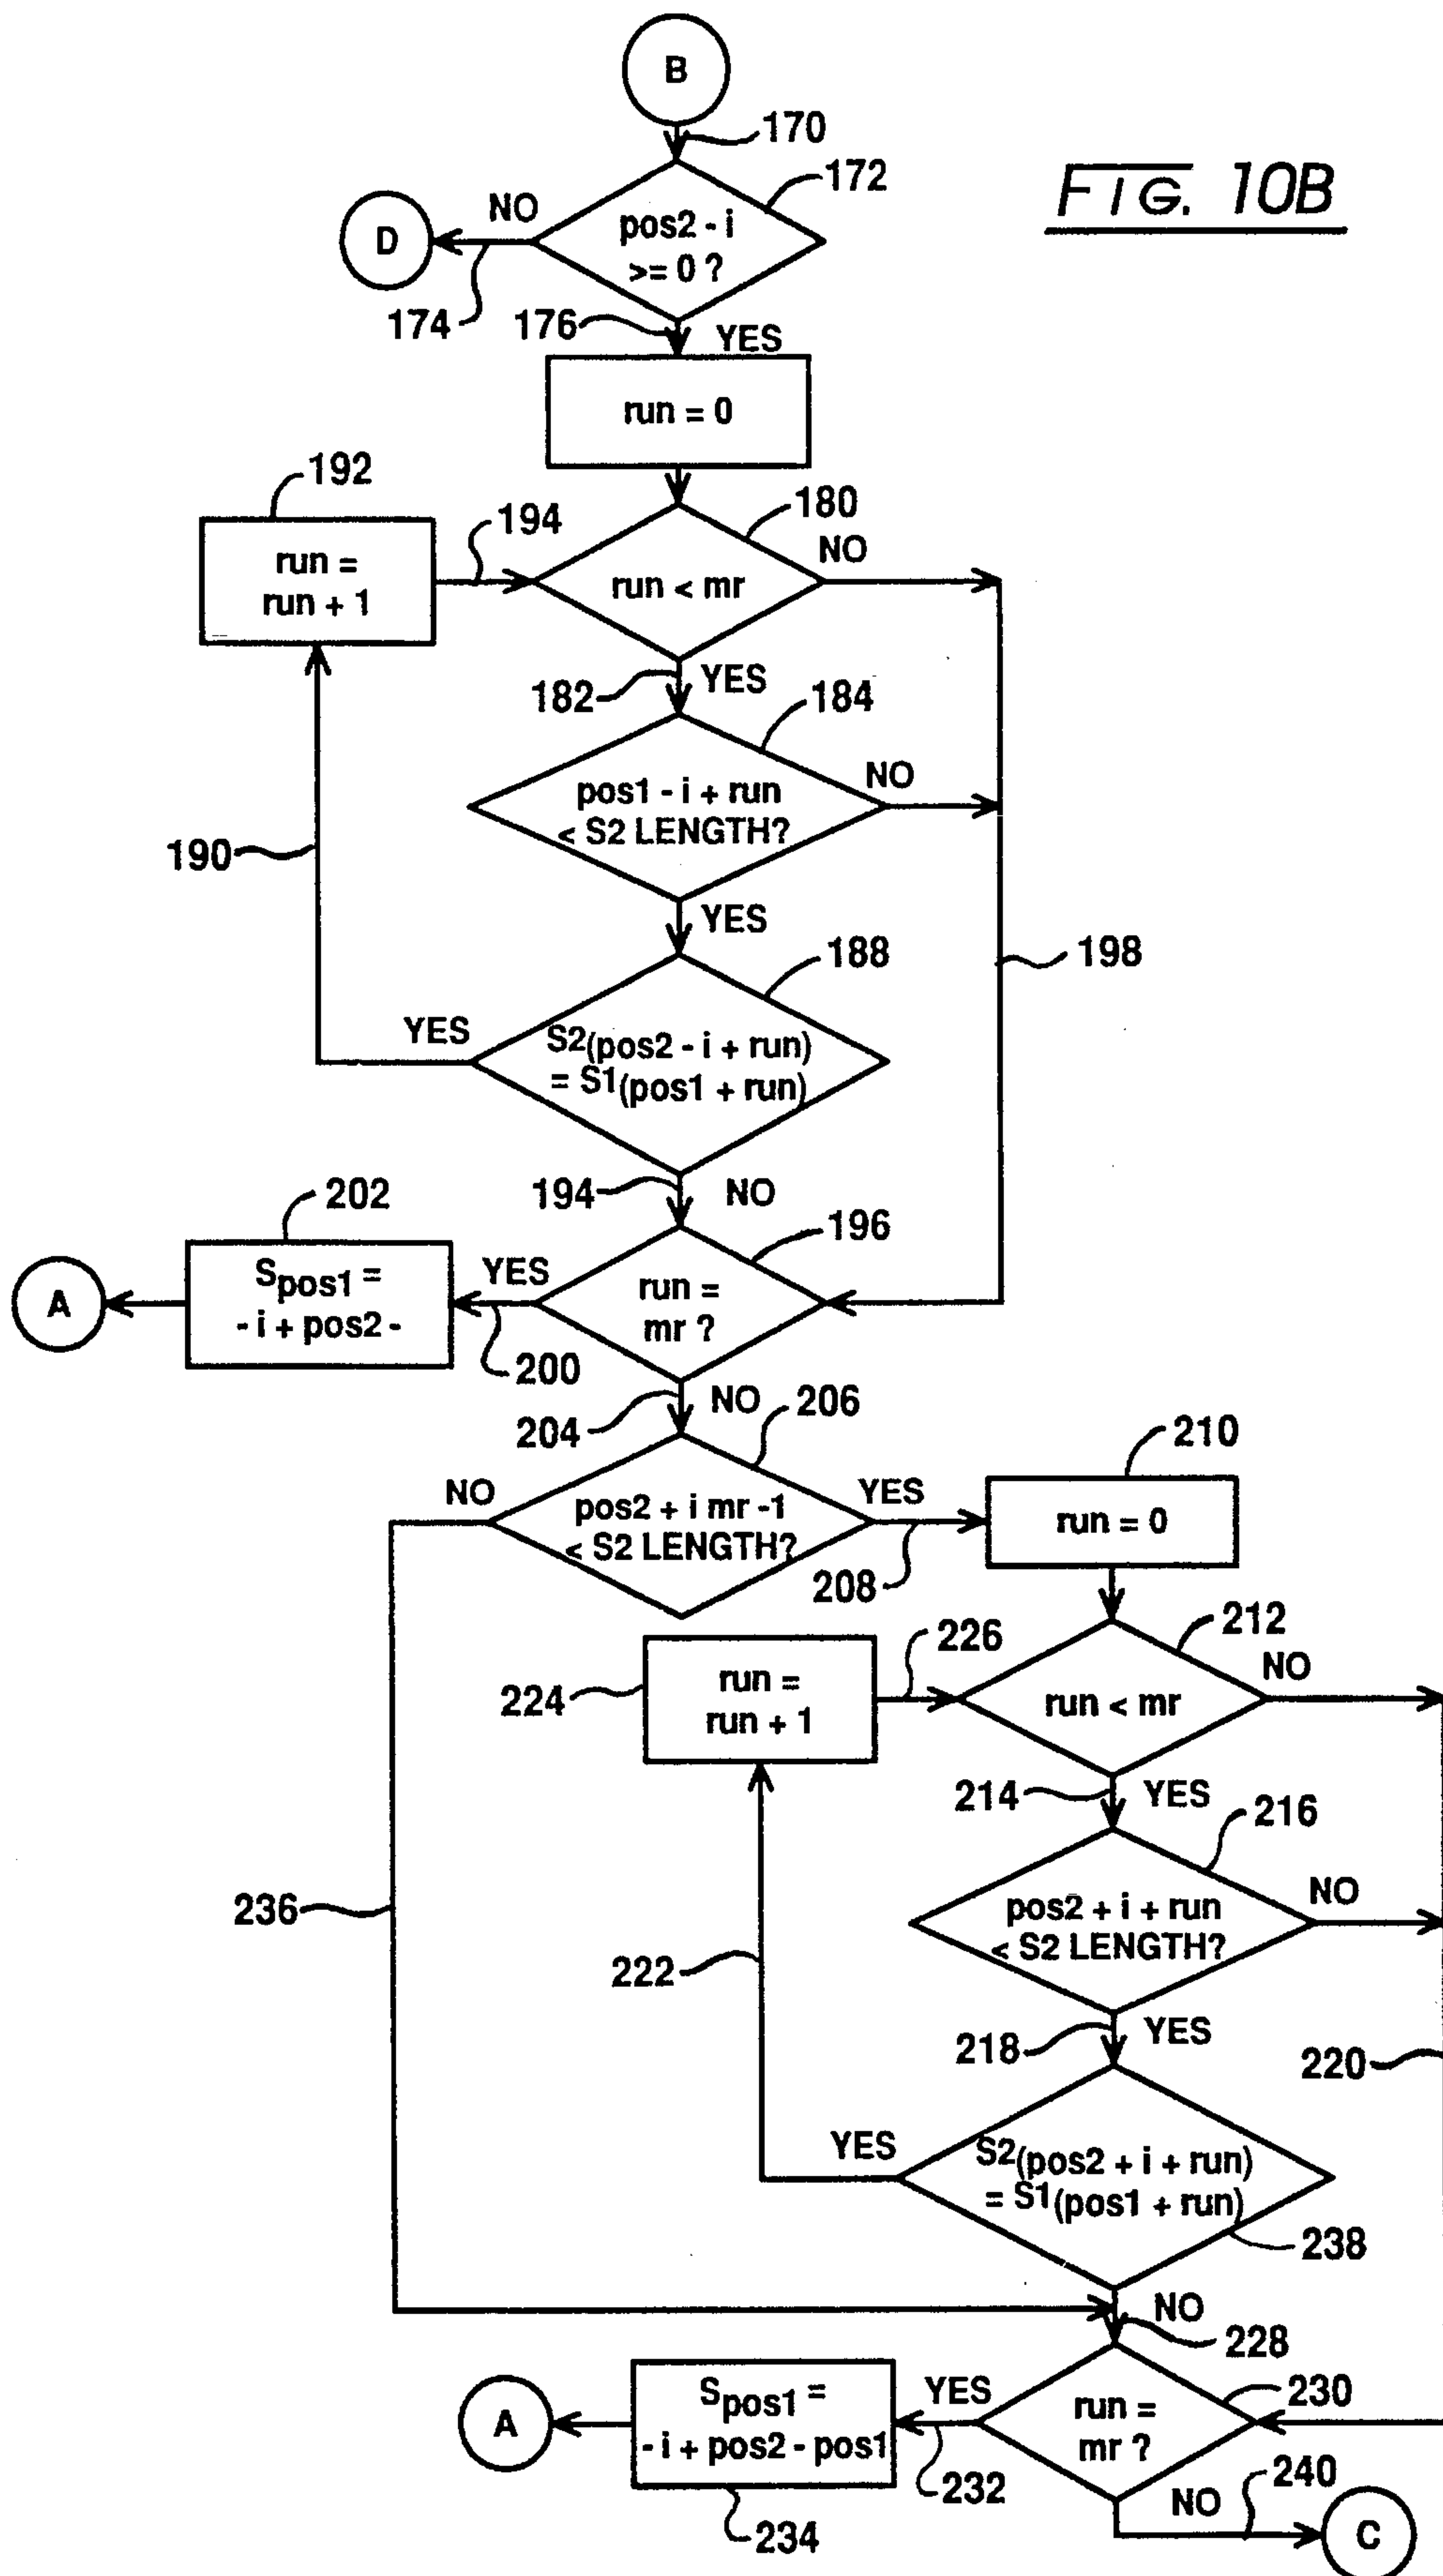 B
170
FIG. 10B
172
NO
D
pos2 - i
>= 0 ?
174
176
YES
run = 0
192
194
180
NO
run =
run + 1
run < mr
182
YES
184
NO
pos1 - i + run
< S2 LENGTH?
190
YES
188
198
YES
S2(pos2 - i + run)
= S1(pos1 + run)
194
NO
202
196
A
Spos1 =
- i + pos2 -
YES
run =
mr ?
200
204
NO
206
210
NO
pos2 + i mr -1
< S2 LENGTH?
YES
run = 0
208
212
226
NO
224
run =
run + 1
run < mr
214
YES
216
NO
236
pos2 + i + run
< S2 LENGTH?
222
218
YES
220
YES
S2(pos2 + i + run)
= S1(pos1 + run)
238
NO
228
A
Spos1 =
- i + pos2 - pos1
YES
run =
mr ?
230
232
240
234
NO
C